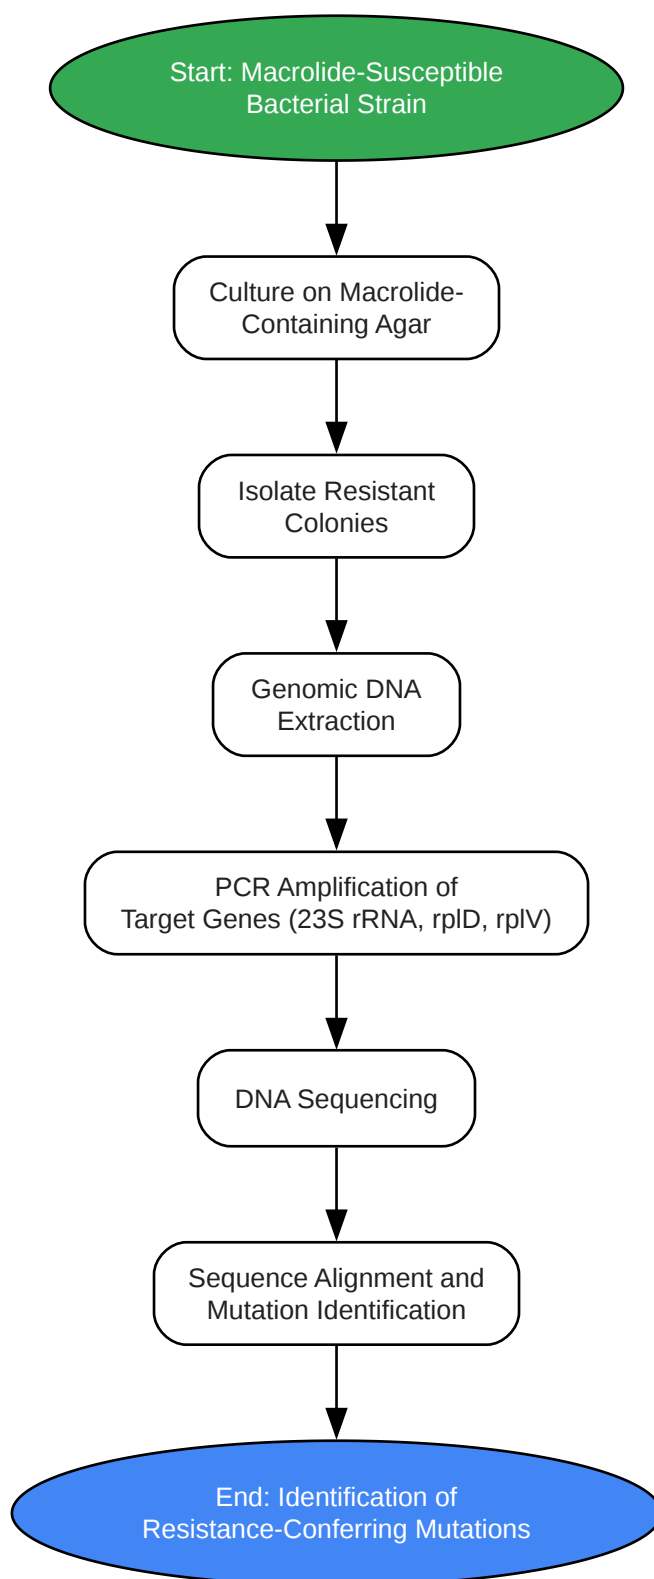 Start: Macrolide-Susceptible
Bacterial Strain
Culture on Macrolide-
Containing Agar
Isolate Resistant
Colonies
Genomic DNA
Extraction
PCR Amplification of
Target Genes (23S rRNA, rplD, rplV)
DNA Sequencing
Sequence Alignment and
Mutation Identification
End: Identification of
Resistance-Conferring Mutations